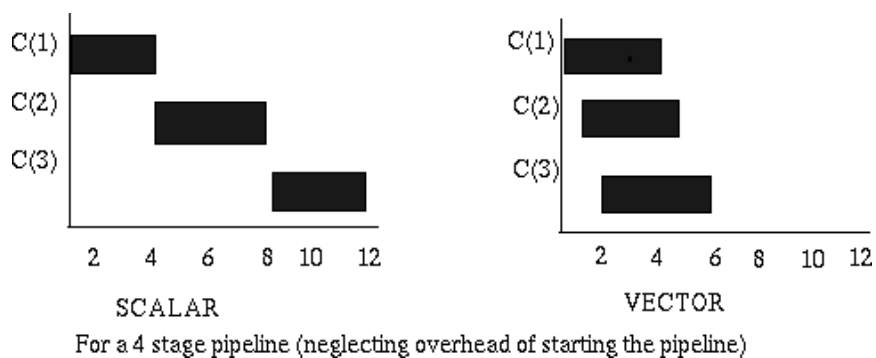 C(1)
C(2)
C(3)
2 4 6 8 10 12
SCALAR
C(1)
C(2)
C(3)
2 4 6 8 10 12
VECTOR
For a 4 stage pipeline (neglecting overhead of starting the pipeline)